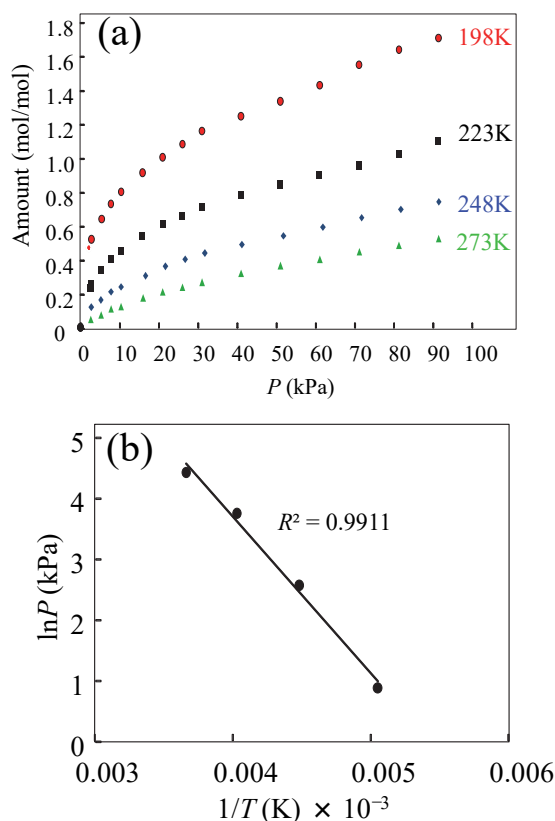 (a)
Amount (mol/mol)
1.8
1.6
1.4
1.2
1.0
0.8
0.6
0.4
0.2
0
198K
223K
248K
273K
0 10 20 30 40 50 60 70 80 90 100
P (kPa)
(b)
lnP (kPa)
5
4
3
2
1
0
R² = 0.9911
0.003 0.004 0.005 0.006
1/T (K) × 10⁻³